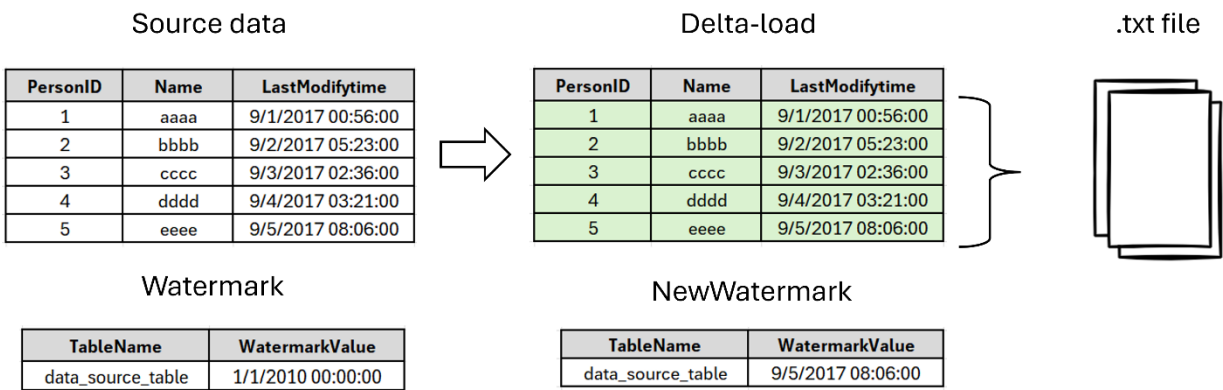 Source data
Delta-load
.txt file
PersonID Name LastModifytime
1 aaaa 9/1/2017 00:56:00
2 bbbb 9/2/2017 05:23:00
3 cccc 9/3/2017 02:36:00
4 dddd 9/4/2017 03:21:00
5 eeee 9/5/2017 08:06:00
PersonID Name LastModifytime
1 aaaa 9/1/2017 00:56:00
2 bbbb 9/2/2017 05:23:00
3 cccc 9/3/2017 02:36:00
4 dddd 9/4/2017 03:21:00
5 eeee 9/5/2017 08:06:00
Watermark
TableName WatermarkValue
data_source_table 1/1/2010 00:00:00
NewWatermark
TableName WatermarkValue
data_source_table 9/5/2017 08:06:00